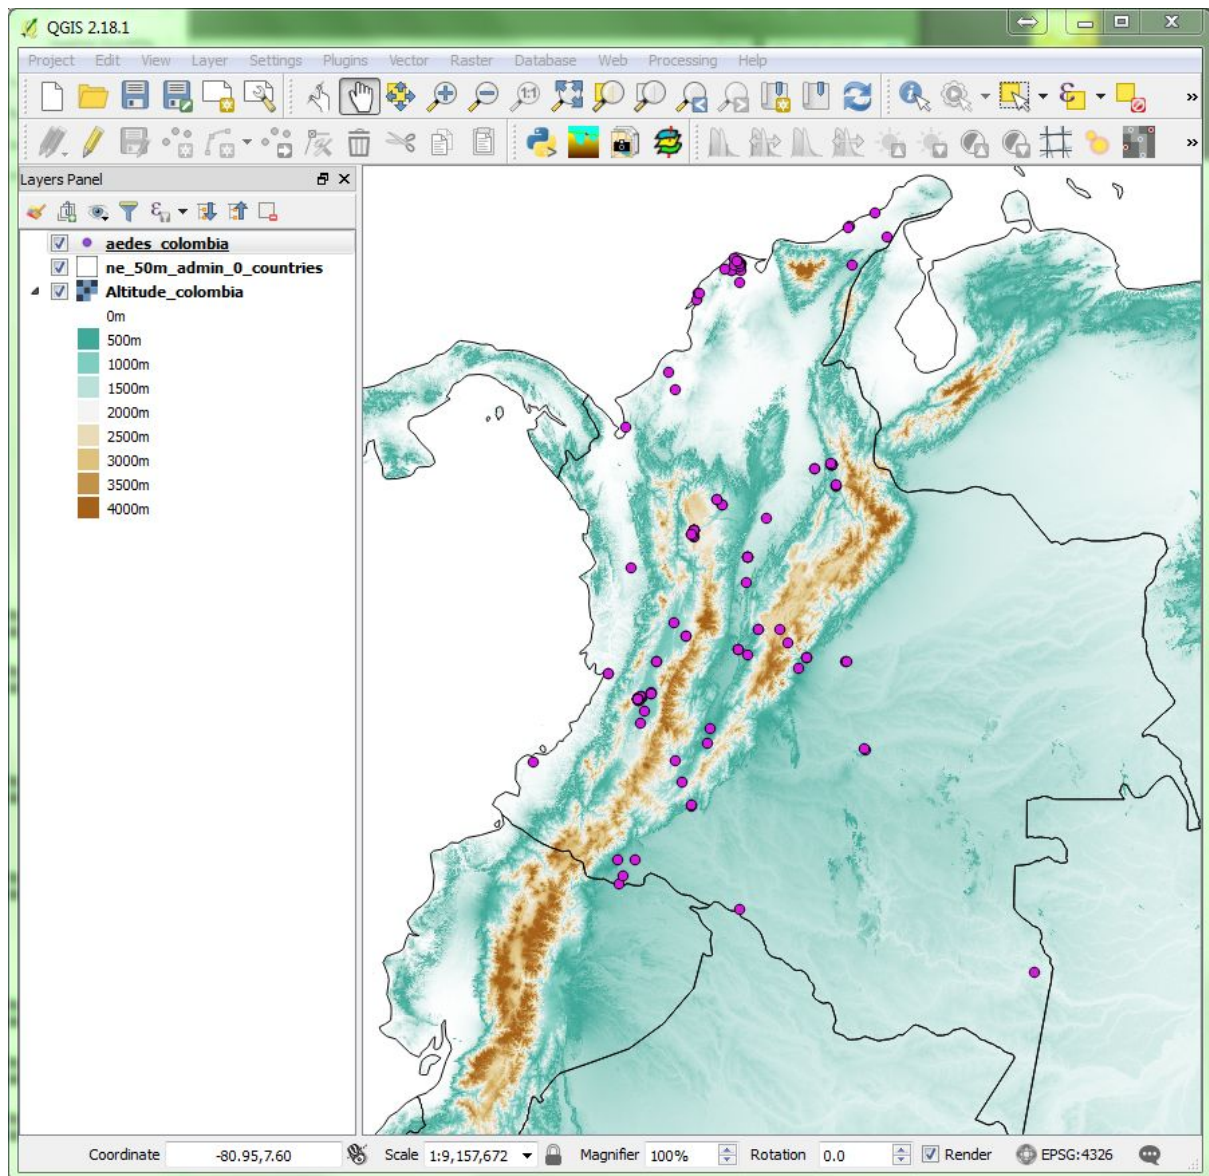 QGIS 2.18.1
Project Edit View Layer Settings Plugins Vector Raster Database Web Processing Help
1:1
»
ε
»
Layers Panel
ε
aedes_colombia
ne_50m_admin_0_countries
Altitude_colombia
0m
500m
1000m
1500m
2000m
2500m
3000m
3500m
4000m
Coordinate -80.95,7.60 Scale 1:9,157,672 Magnifier 100% Rotation 0.0 Render EPSG:4326